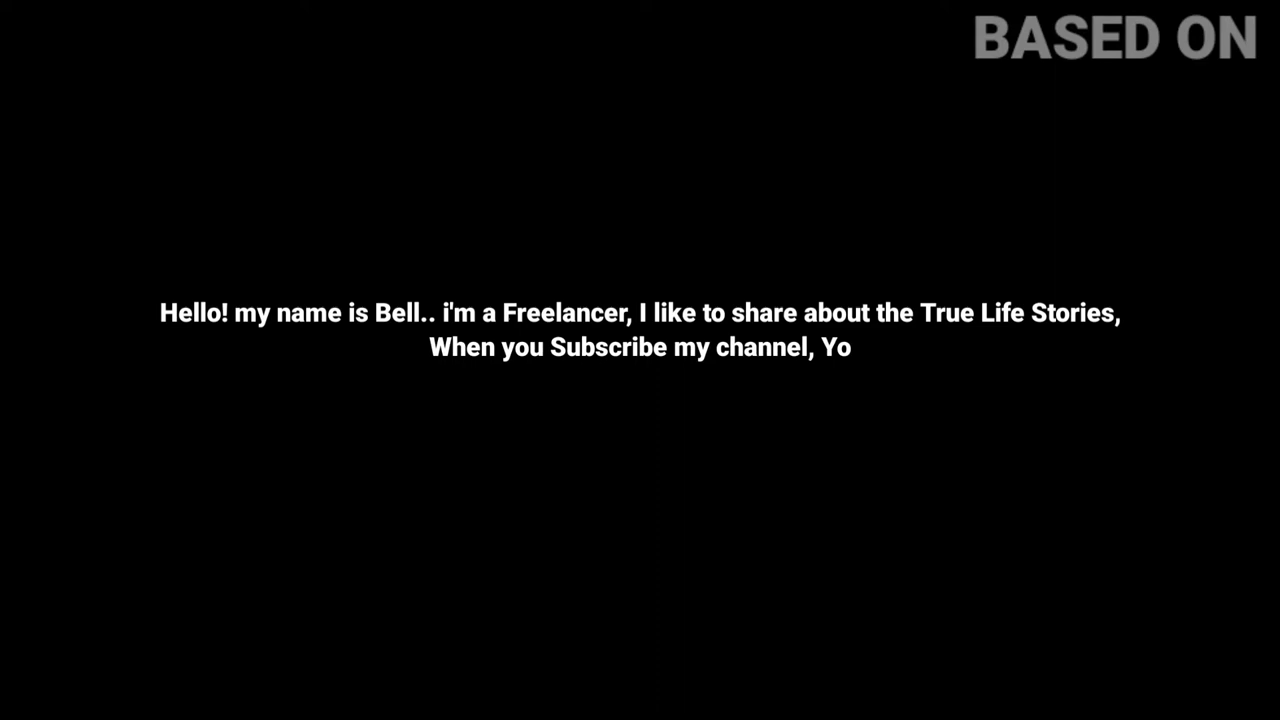 BASED ON
Hello! my name is Bell.. i'm a Freelancer, I like to share about the True Life Stories,
When you Subscribe my channel, Yo